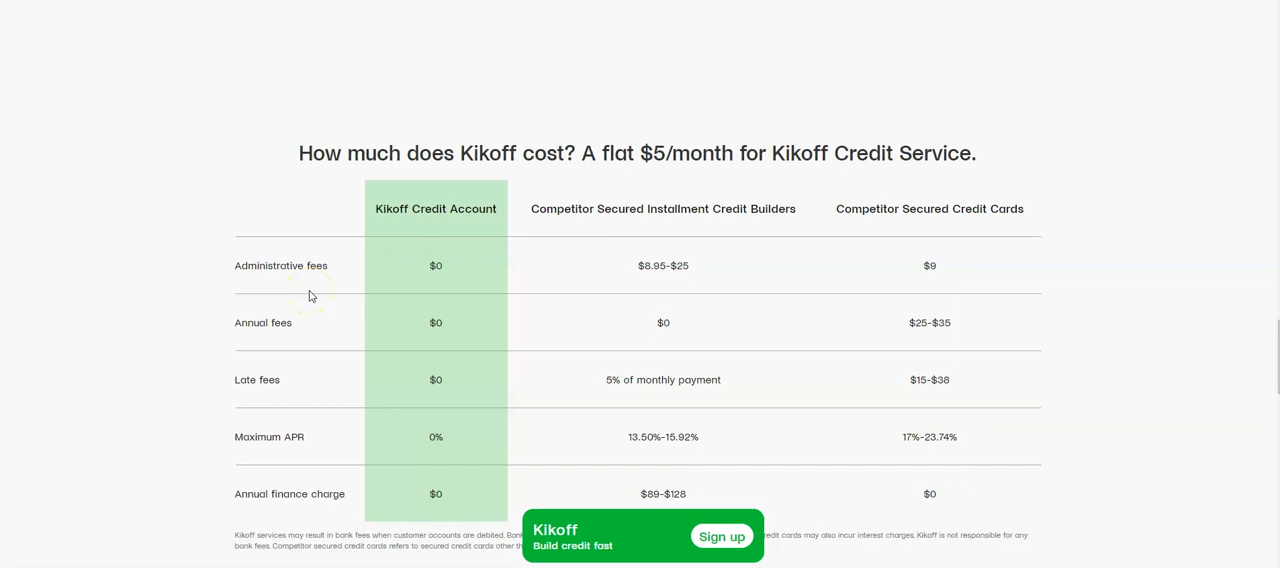 How much does Kikoff cost? A flat $5/month for Kikoff Credit Service.
Kikoff Credit Account Competitor Secured Installment Credit Builders Competitor Secured Credit Cards
Administrative fees $0 $8.95-$25 $9
Annual fees $0 $0 $25-$35
Late fees $0 5% of monthly payment $15-$38
Maximum APR 0% 13.50%-15.92% 17%-23.74%
Annual finance charge $0 $89-$128 $0
Kikoff services may result in bank fees when customer accounts are debited. credit cards may also incur interest charges. Kikoff is not responsible for any
bank fees. Competitor secured credit cards refers to secured credit cards other
Kikoff
Build credit fast
Sign up